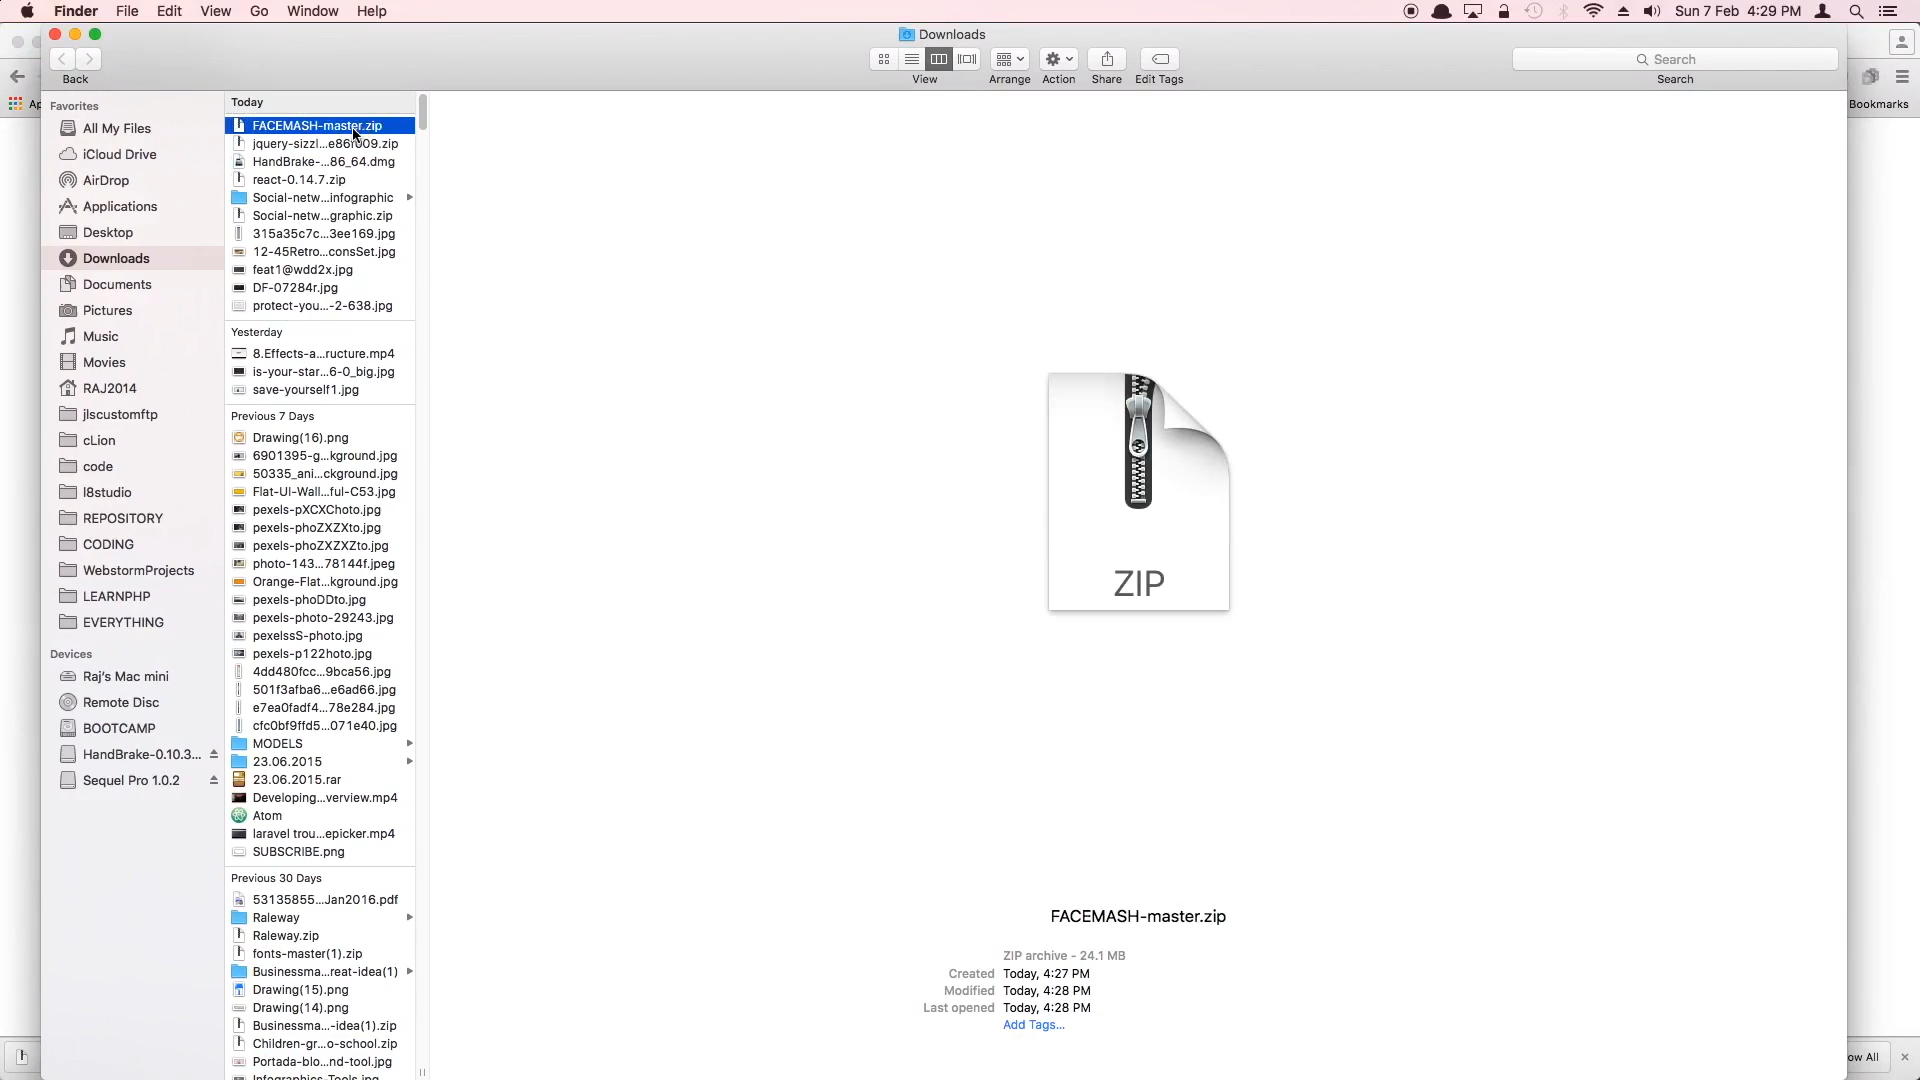 Finder File Edit View Go Window Help
Sun 7 Feb 4:29 PM
Downloads
Back
View
Arrange
Action
Share
Edit Tags
Search
Search
Bookmarks
Favorites
All My Files
iCloud Drive
AirDrop
Applications
Desktop
Downloads
Documents
Pictures
Music
Movies
RAJ2014
jlscustomftp
cLion
code
l8studio
REPOSITORY
CODING
WebstormProjects
LEARNPHP
EVERYTHING
Devices
Raj's Mac mini
Remote Disc
BOOTCAMP
HandBrake-0.10.3...
Sequel Pro 1.0.2
Today
FACEMASH-master.zip
jquery-sizzl...e86f009.zip
HandBrake-...86_64.dmg
react-0.14.7.zip
Social-netw...infographic
Social-netw...graphic.zip
315a35c7c...3ee169.jpg
12-45Retro...consSet.jpg
feat1@wdd2x.jpg
DF-07284r.jpg
protect-you...-2-638.jpg
Yesterday
8.Effects-a...ructure.mp4
is-your-star...6-0_big.jpg
save-yourself1.jpg
Previous 7 Days
Drawing(16).png
6901395-g...kground.jpg
50335_ani...ckground.jpg
Flat-UI-Wall...ful-C53.jpg
pexels-pXCXChoto.jpg
pexels-phoZXZXto.jpg
pexels-phoZXZXZto.jpg
photo-143...78144f.jpeg
Orange-Flat...kground.jpg
pexels-phoDDto.jpg
pexels-photo-29243.jpg
pexelssS-photo.jpg
pexels-p122hoto.jpg
4dd480fcc...9bca56.jpg
501f3afba6...e6ad66.jpg
e7ea0fadf4...78e284.jpg
cfc0bf9ffd5...071e40.jpg
MODELS
23.06.2015
23.06.2015.rar
Developing...verview.mp4
Atom
laravel trou...epicker.mp4
SUBSCRIBE.png
Previous 30 Days
53135855...Jan2016.pdf
Raleway
Raleway.zip
fonts-master(1).zip
Businessma...reat-idea(1)
Drawing(15).png
Drawing(14).png
Businessma...-idea(1).zip
Children-gr...o-school.zip
Portada-blo...nd-tool.jpg
Infographics-Tools.jpg
ZIP
FACEMASH-master.zip
ZIP archive - 24.1 MB
Created Today, 4:27 PM
Modified Today, 4:28 PM
Last opened Today, 4:28 PM
Add Tags...
ow All